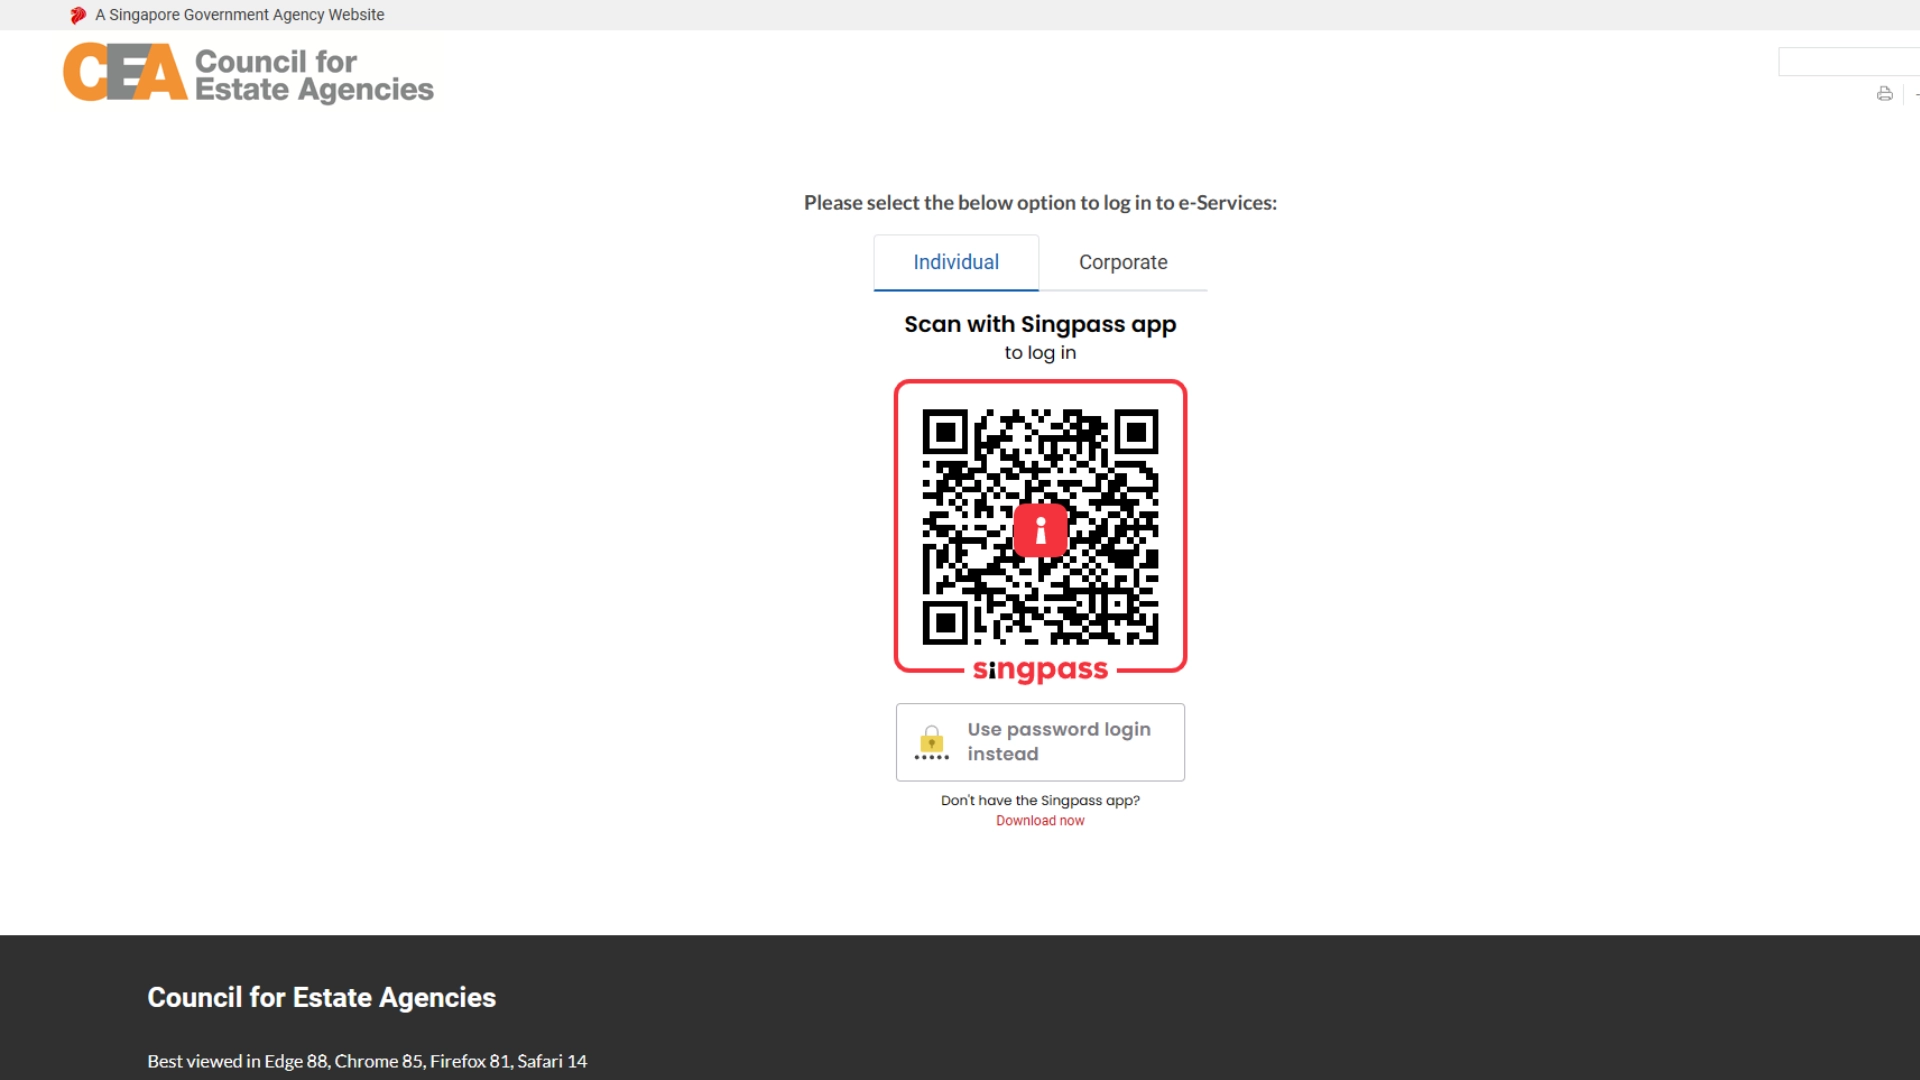 A Singapore Government Agency Website
CEA Council for
Estate Agencies
Please select the below option to log in to e-Services:
Individual
Corporate
Scan with Singpass app
to log in
singpass
Use password login
instead
Don't have the Singpass app?
Download now
Council for Estate Agencies
Best viewed in Edge 88, Chrome 85, Firefox 81, Safari 14